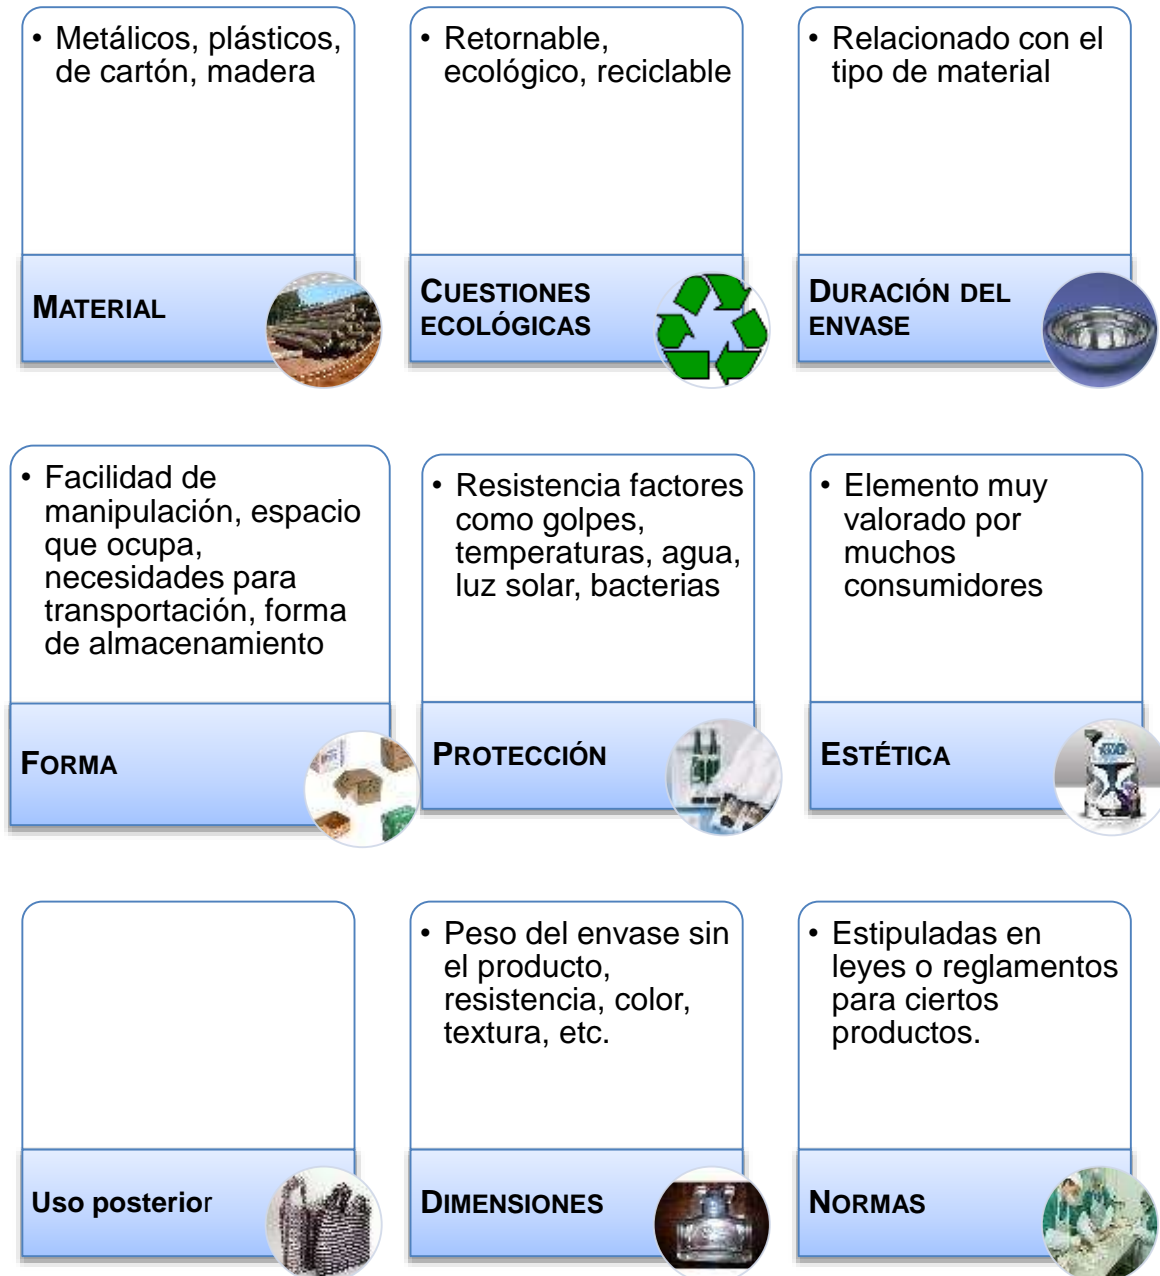 • Metálicos, plásticos,
de cartón, madera
MATERIAL
• Retornable,
ecológico, reciclable
CUESTIONES
ECOLÓGICAS
• Relacionado con el
tipo de material
DURACIÓN DEL
ENVASE
• Facilidad de
manipulación, espacio
que ocupa,
necesidades para
transportación, forma
de almacenamiento
FORMA
• Resistencia factores
como golpes,
temperaturas, agua,
luz solar, bacterias
PROTECCIÓN
• Elemento muy
valorado por
muchos
consumidores
ESTÉTICA
Uso posterior
• Peso del envase sin
el producto,
resistencia, color,
textura, etc.
DIMENSIONES
• Estipuladas en
leyes o reglamentos
para ciertos
productos.
NORMAS